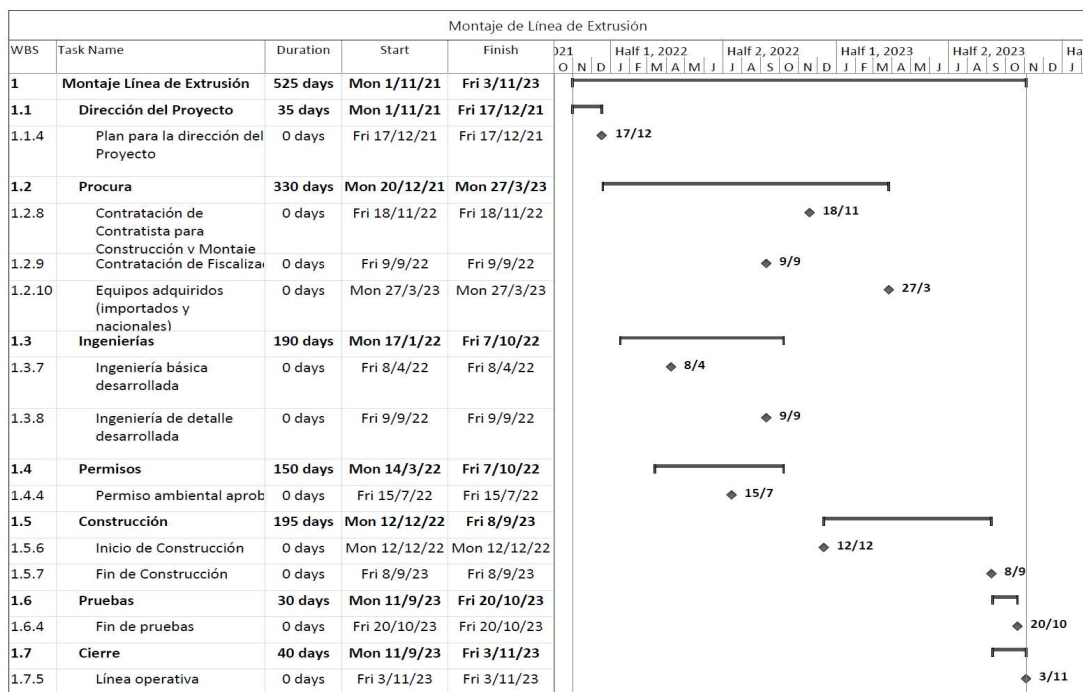 Montaje de Línea de Extrusión
WBS Task Name Duration Start Finish 021 Half 1, 2022 Half 2, 2022 Half 1, 2023 Half 2, 2023 Ha
O N D J F M A M J J A S O N D J F M A M J J A S O N D J
1 Montaje Línea de Extrusión 525 days Mon 1/11/21 Fri 3/11/23
1.1 Dirección del Proyecto 35 days Mon 1/11/21 Fri 17/12/21
1.1.4 Plan para la dirección del 0 days Fri 17/12/21 Fri 17/12/21 17/12
Proyecto
1.2 Procura 330 days Mon 20/12/21 Mon 27/3/23
1.2.8 Contratación de 0 days Fri 18/11/22 Fri 18/11/22 18/11
Contratista para
Construcción y Montaje
1.2.9 Contratación de Fiscaliza 0 days Fri 9/9/22 Fri 9/9/22 9/9
1.2.10 Equipos adquiridos 0 days Mon 27/3/23 Mon 27/3/23 27/3
(importados y
nacionales)
1.3 Ingenierías 190 days Mon 17/1/22 Fri 7/10/22
1.3.7 Ingeniería básica 0 days Fri 8/4/22 Fri 8/4/22 8/4
desarrollada
1.3.8 Ingeniería de detalle 0 days Fri 9/9/22 Fri 9/9/22 9/9
desarrollada
1.4 Permisos 150 days Mon 14/3/22 Fri 7/10/22
1.4.4 Permiso ambiental aprob 0 days Fri 15/7/22 Fri 15/7/22 15/7
1.5 Construcción 195 days Mon 12/12/22 Fri 8/9/23
1.5.6 Inicio de Construcción 0 days Mon 12/12/22 Mon 12/12/22 12/12
1.5.7 Fin de Construcción 0 days Fri 8/9/23 Fri 8/9/23 8/9
1.6 Pruebas 30 days Mon 11/9/23 Fri 20/10/23
1.6.4 Fin de pruebas 0 days Fri 20/10/23 Fri 20/10/23 20/10
1.7 Cierre 40 days Mon 11/9/23 Fri 3/11/23
1.7.5 Línea operativa 0 days Fri 3/11/23 Fri 3/11/23 3/11